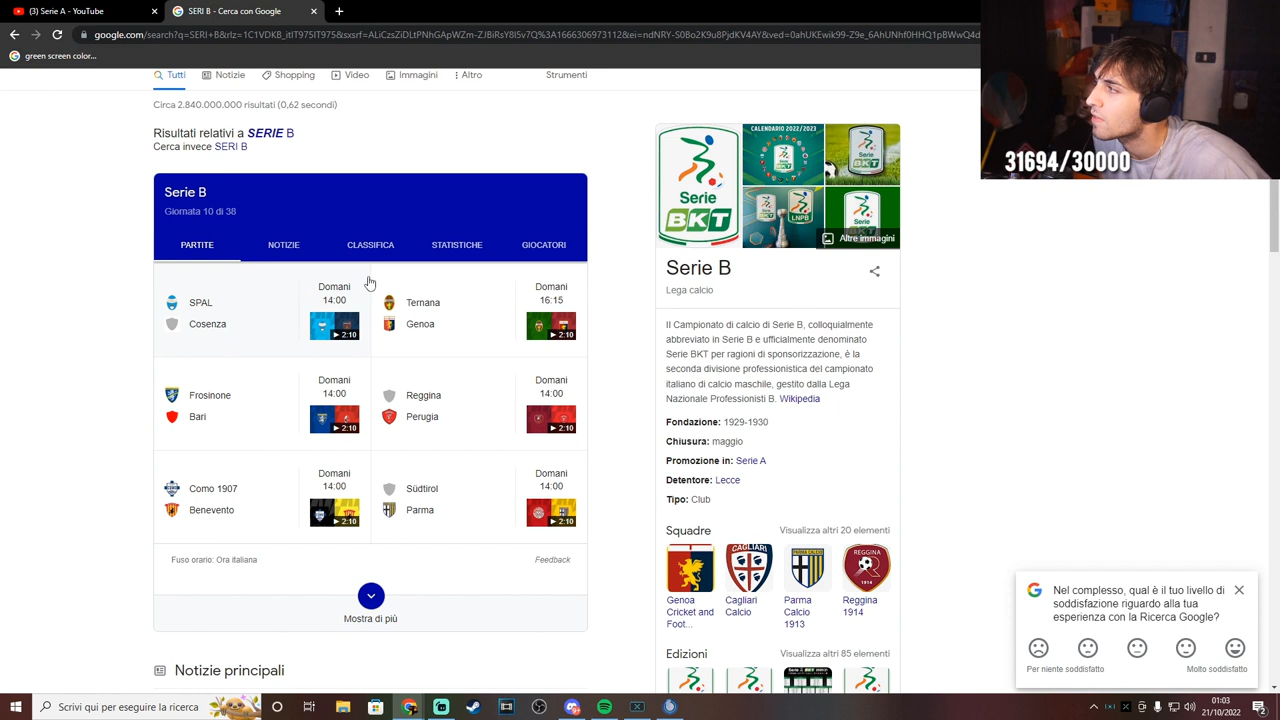 (3) Serie A - YouTube
SERI B - Cerca con Google
google.com/search?q=SERI+B&rlz=1C1VDKB_itIT975IT975&sxsrf=
green screen color...
31694/30000
Tutti
Notizie
Shopping
Video
Immagini
Altro
Strumenti
Circa 2.840.000.000 risultati (0,62 secondi)
Risultati relativi a SERIE B
Cerca invece SERI B
Serie B
Giornata 10 di 38
PARTITE
NOTIZIE
CLASSIFICA
STATISTICHE
GIOCATORI
SPAL
Cosenza
Domani
14:00
2:10
Ternana
Genoa
Domani
16:15
2:10
Frosinone
Bari
Domani
14:00
2:10
Reggina
Perugia
Domani
14:00
2:10
Como 1907
Benevento
Domani
14:00
2:10
Südtirol
Parma
Domani
14:00
2:10
Fuso orario: Ora italiana
Feedback
Mostra di più
Notizie principali
Serie
BKT
CALENDARIO 2022/2023
LNPB
Altre immagini
Serie B
Lega calcio
Il Campionato di calcio di Serie B, colloquialmente
abbreviato in Serie B e ufficialmente denominato
Serie BKT per ragioni di sponsorizzazione, è la
seconda divisione professionistica del campionato
italiano di calcio maschile, gestito dalla Lega
Nazionale Professionisti B. Wikipedia
Fondazione: 1929-1930
Chiusura: maggio
Promozione in: Serie A
Detentore: Lecce
Tipo: Club
Squadre
Visualizza altri 20 elementi
REGGINA
1914
Genoa
Cricket and
Foot...
Cagliari
Calcio
Parma
Calcio
1913
Reggina
1914
Edizioni
Visualizza altri 85 elementi
Nel complesso, qual è il tuo livello di
soddisfazione riguardo alla tua
esperienza con la Ricerca Google?
Per niente soddisfatto
Molto soddisfatto
Scrivi qui per eseguire la ricerca
01:03
21/10/2022